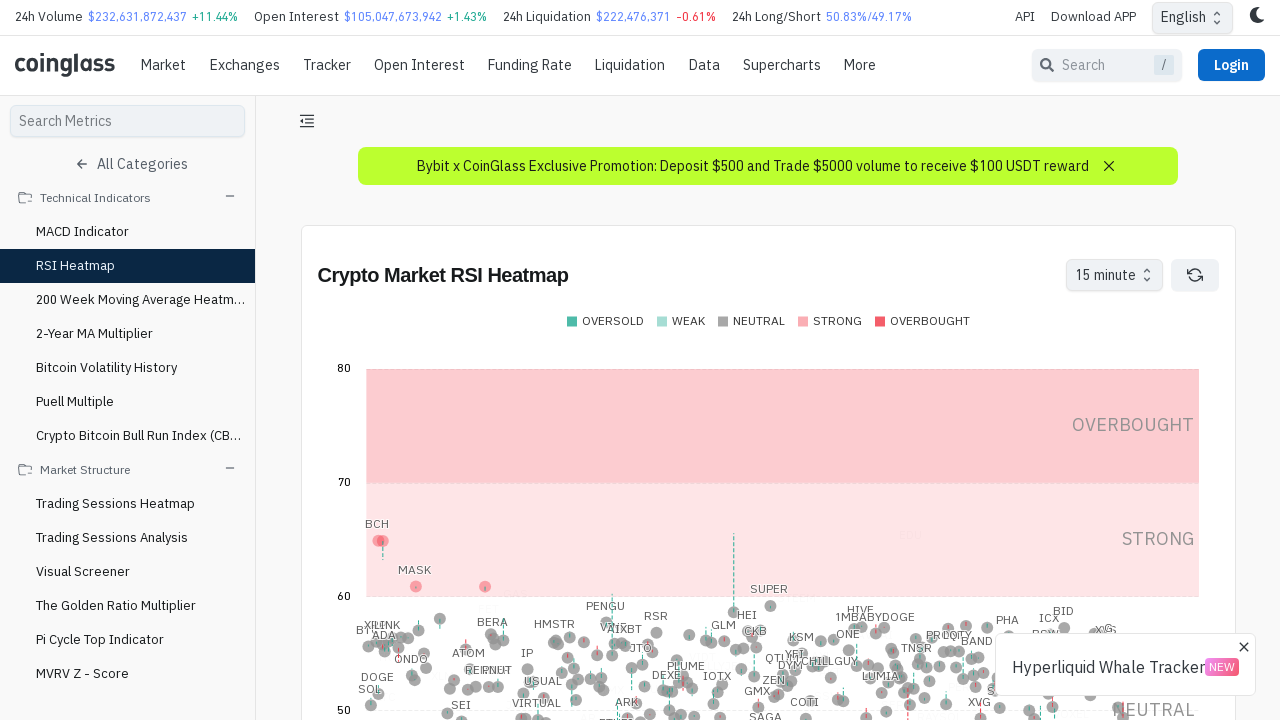 24h Volume $232,631,872,437 +11.44% Open Interest $105,047,673,942 +1.43% 24h Liquidation $222,476,371 -0.61% 24h Long/Short 50.83%/49.17% API Download APP English
coinglass Market Exchanges Tracker Open Interest Funding Rate Liquidation Data Supercharts More Search / Login
Search Metrics
All Categories
Technical Indicators
MACD Indicator
RSI Heatmap
200 Week Moving Average Heatm...
2-Year MA Multiplier
Bitcoin Volatility History
Puell Multiple
Crypto Bitcoin Bull Run Index (CB...
Market Structure
Trading Sessions Heatmap
Trading Sessions Analysis
Visual Screener
The Golden Ratio Multiplier
Pi Cycle Top Indicator
MVRV Z - Score
Bybit x CoinGlass Exclusive Promotion: Deposit $500 and Trade $5000 volume to receive $100 USDT reward
Crypto Market RSI Heatmap 15 minute
OVERSOLD WEAK NEUTRAL STRONG OVERBOUGHT
80
OVERBOUGHT
70
BCH
STRONG
MASK
60
SUPER
PENGU HIVE BID
RSR HEI 1MBABYDOGE PHA ICX
LINK BERA HMSTR GLM
ADA CKB KSM ONE BAND
JTO TNSR
ONDO ATOM IP CHILLGUY
PLUME
DOGE DEXE IOTX ZEN LUMIA
SOL USUAL GMX
SEI VIRTUAL ARK COTI XVG
50 SAGA NEUTRAL
Hyperliquid Whale Tracker NEW